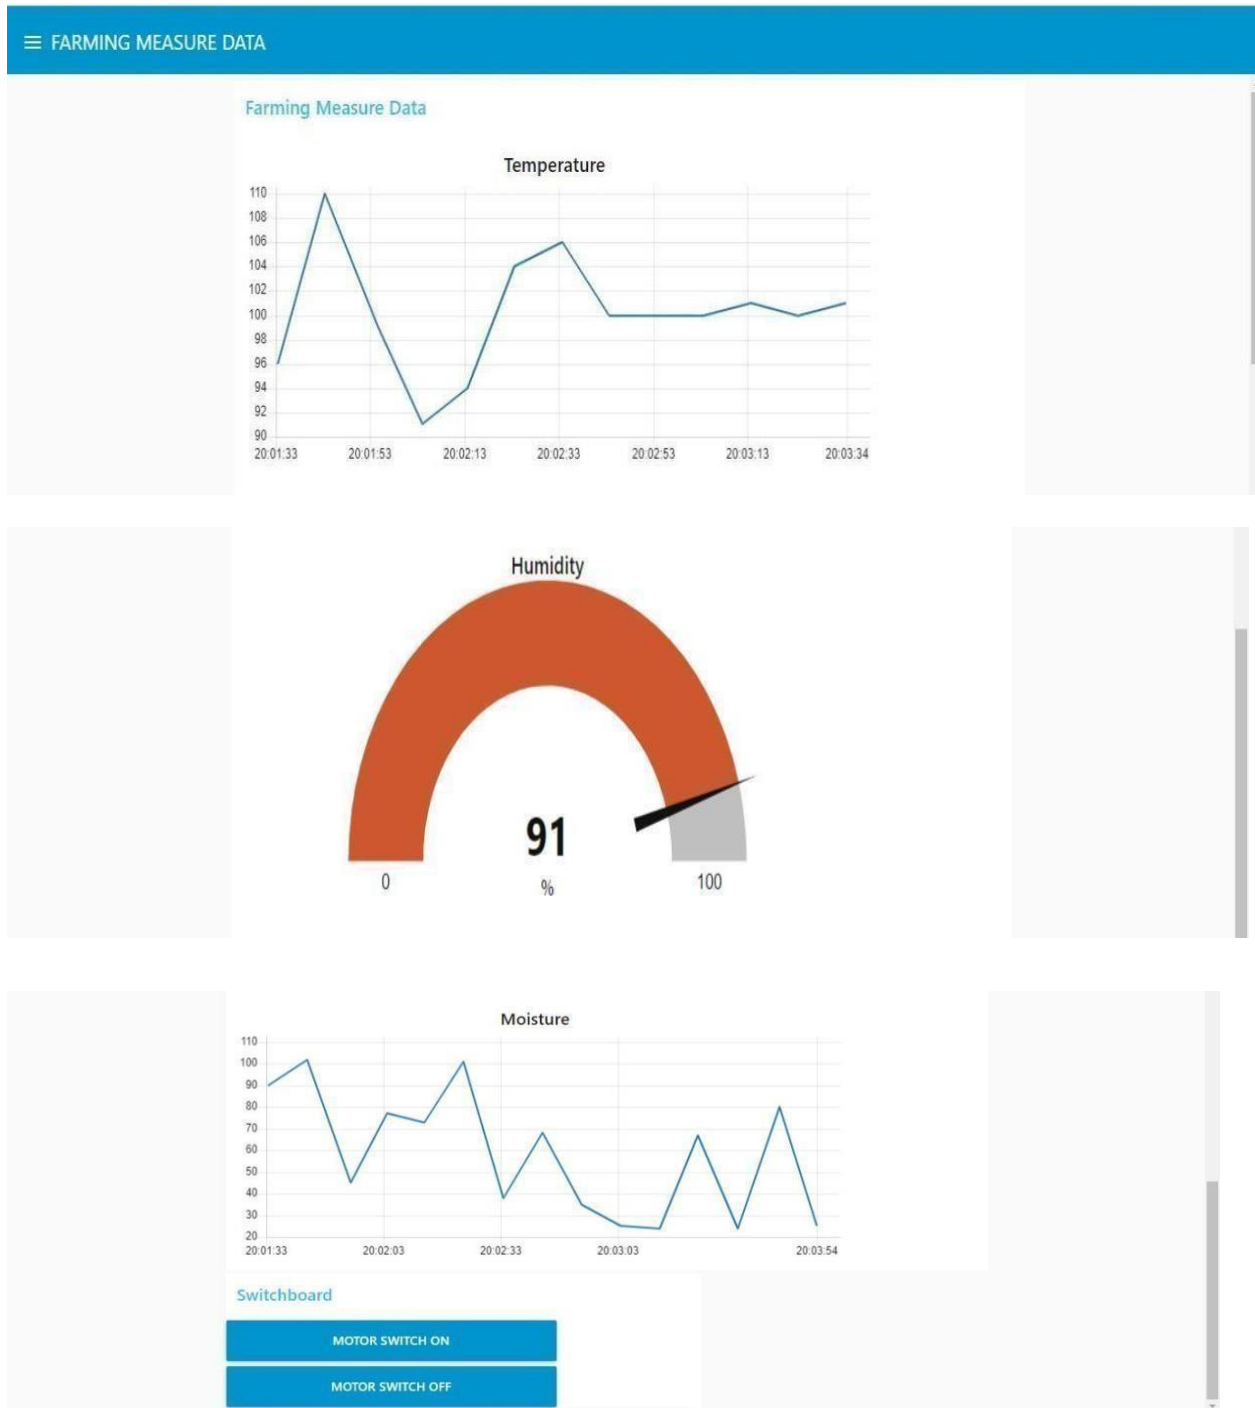 FARMING MEASURE DATA
Farming Measure Data
Temperature
110
108
106
104
102
100
98
96
94
92
90
20:01:33 20:01:53 20:02:13 20:02:33 20:02:53 20:03:13 20:03:34
Humidity
91
0 % 100
Moisture
110
100
90
80
70
60
50
40
30
20
20:01:33 20:02:03 20:02:33 20:03:03 20:03:54
Switchboard
MOTOR SWITCH ON
MOTOR SWITCH OFF